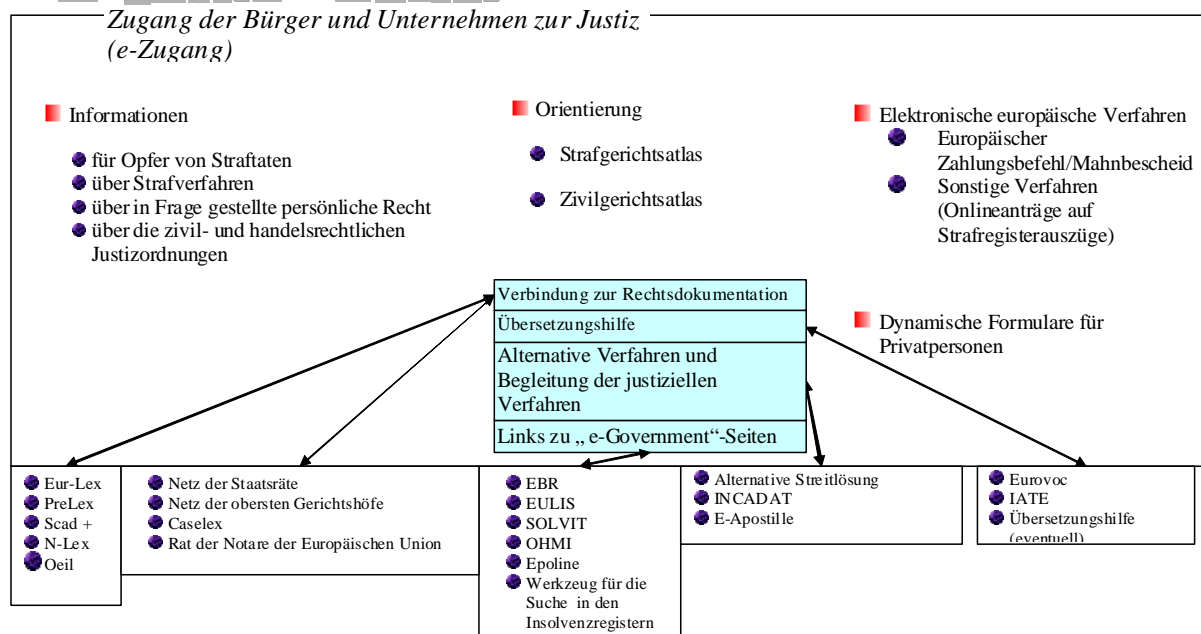 Zugang der Bürger und Unternehmen zur Justiz
(e-Zugang)
Informationen
für Opfer von Straftaten
über Strafverfahren
über in Frage gestellte persönliche Recht
über die zivil- und handelsrechtlichen
Justizordnungen
Orientierung
Strafgerichtsatlas
Zivilgerichtsatlas
Elektronische europäische Verfahren
Europäischer
Zahlungsbefehl/Mahnbescheid
Sonstige Verfahren
(Onlineanträge auf
Strafregisterauszüge)
Dynamische Formulare für
Privatpersonen
Verbindung zur Rechtsdokumentation
Übersetzungshilfe
Alternative Verfahren und
Begleitung der justiziellen
Verfahren
Links zu „ e-Government“-Seiten
Eur-Lex
PreLex
Scad +
N-Lex
Oeil
Netz der Staatsräte
Netz der obersten Gerichtshöfe
Caselex
Rat der Notare der Europäischen Union
EBR
EULIS
SOLVIT
OHMI
Epoline
Werkzeug für die
Suche in den
Insolvenzregistern
Alternative Streitlösung
INCADAT
E-Apostille
Eurovoc
IATE
Übersetzungshilfe
(eventuell)